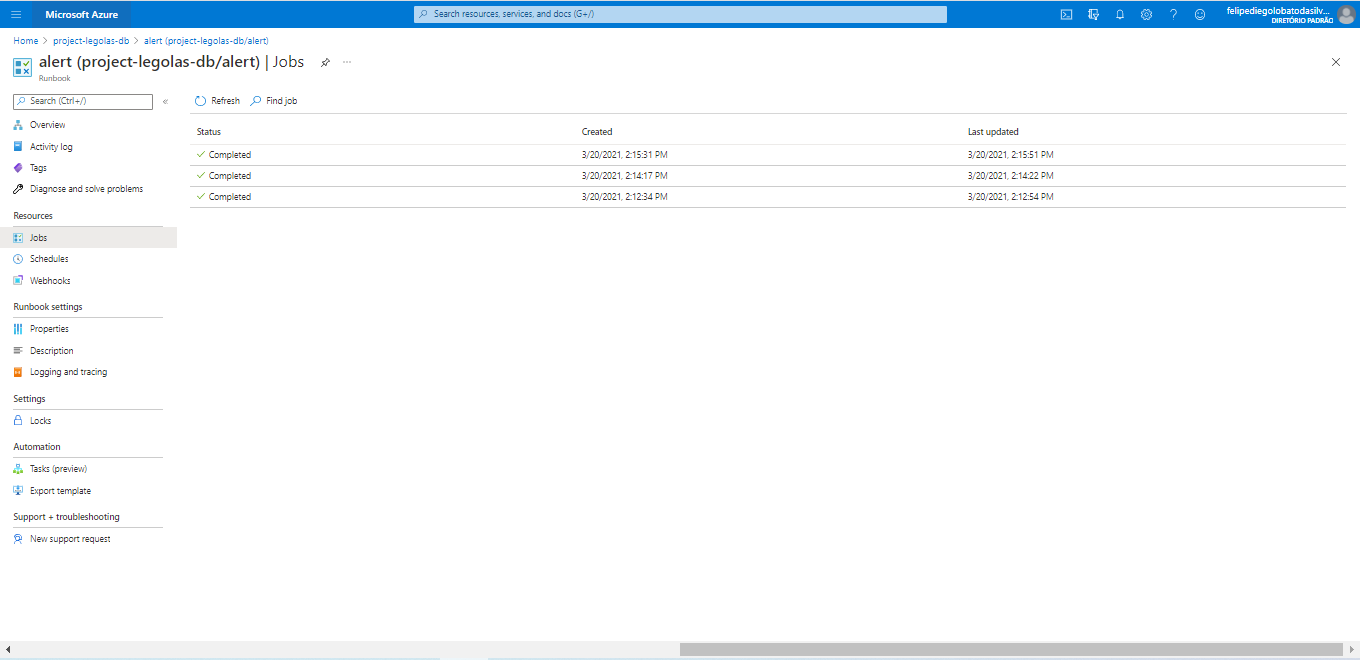 Microsoft Azure
Search resources, services, and docs (G+/)
felipediegolobatodasilv...
DIRETÓRIO PADRÃO
Home > project-legolas-db > alert (project-legolas-db/alert)
alert (project-legolas-db/alert) | Jobs
Runbook
Search (Ctrl+/)
Overview
Activity log
Tags
Diagnose and solve problems
Resources
Jobs
Schedules
Webhooks
Runbook settings
Properties
Description
Logging and tracing
Settings
Locks
Automation
Tasks (preview)
Export template
Support + troubleshooting
New support request
Refresh Find job
Status Created Last updated
Completed 3/20/2021, 2:15:31 PM 3/20/2021, 2:15:51 PM
Completed 3/20/2021, 2:14:17 PM 3/20/2021, 2:14:22 PM
Completed 3/20/2021, 2:12:34 PM 3/20/2021, 2:12:54 PM